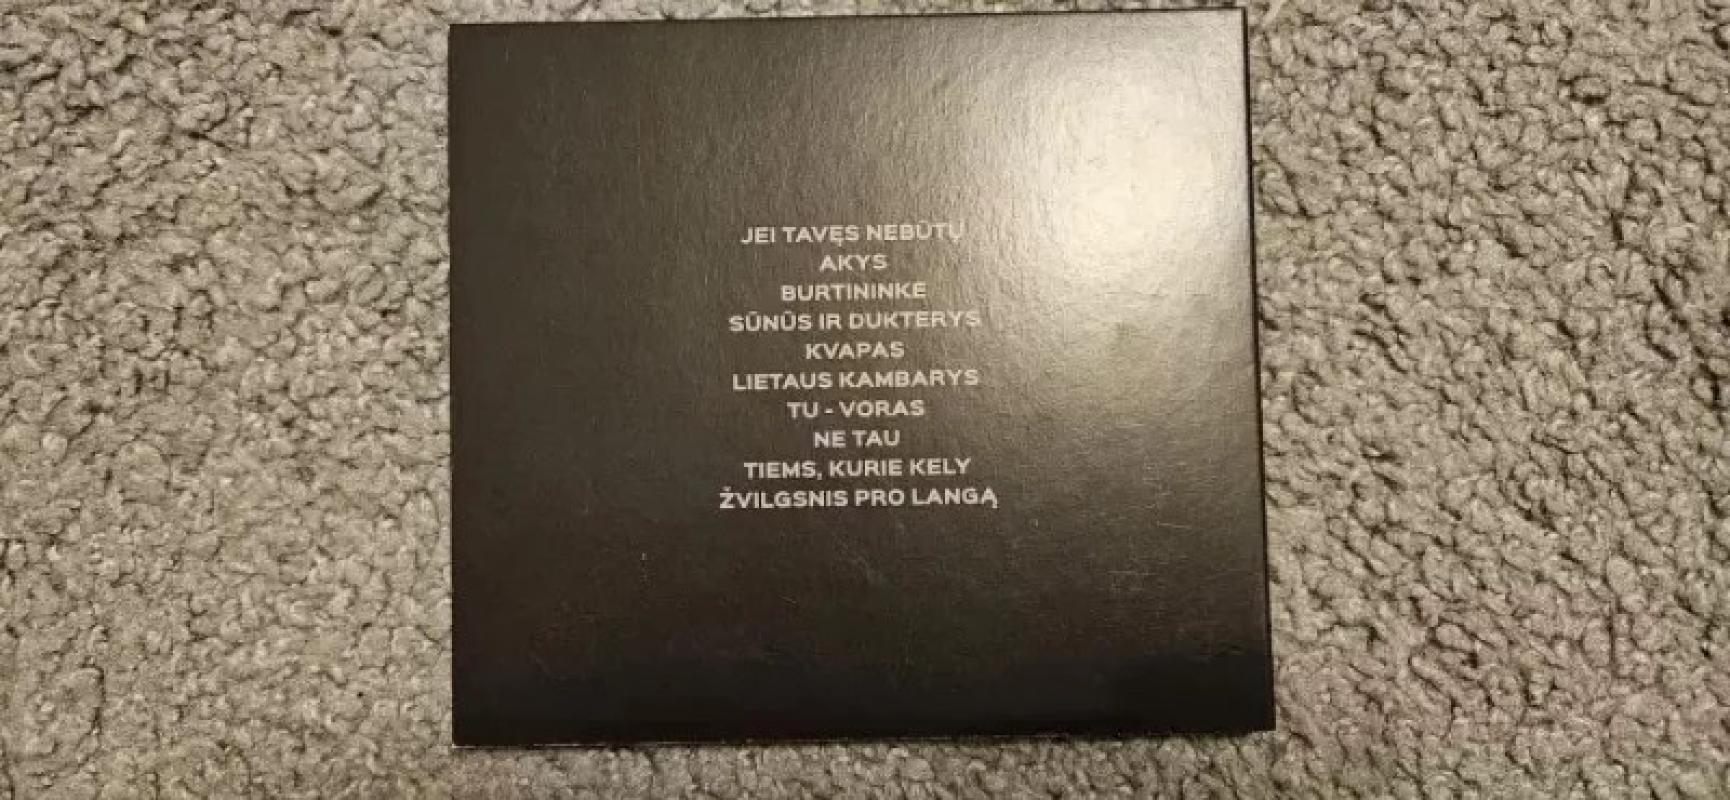 JEI TAVĘS NEBŪTŲ
AKYS
BURTININKE
SŪNŪS IR DUKTERYS
KVAPAS
LIETAUS KAMBARYS
TU - VORAS
NE TAU
TIEMS, KURIE KELY
ŽVILGSNIS PRO LANGĄ